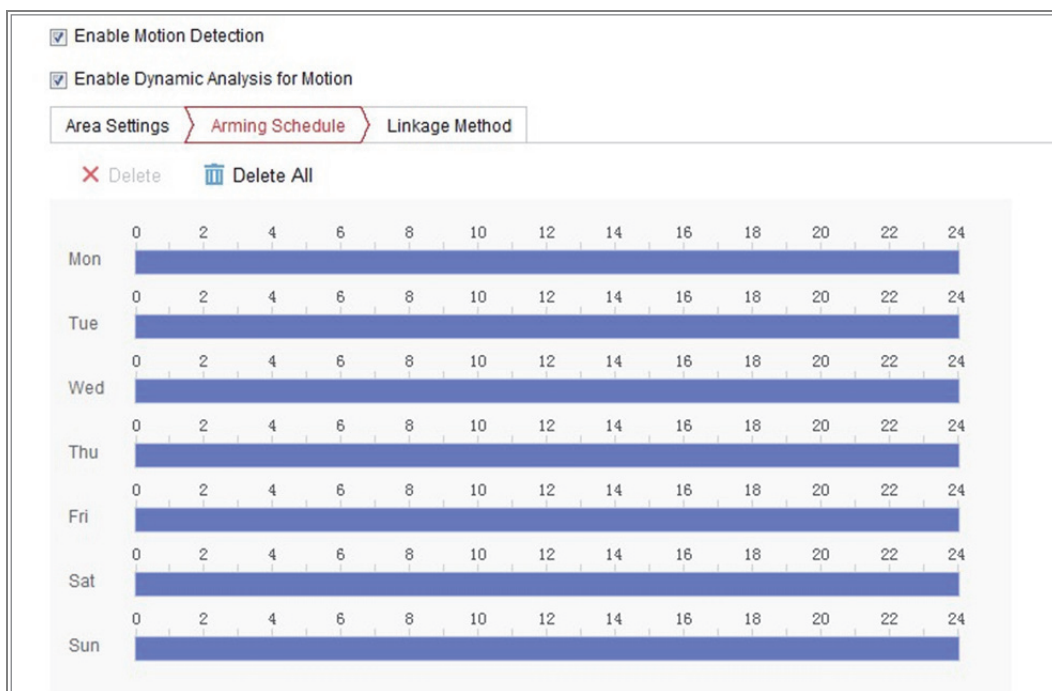 Enable Motion Detection
Enable Dynamic Analysis for Motion
Area Settings Arming Schedule Linkage Method
Delete Delete All
0 2 4 6 8 10 12 14 16 18 20 22 24
Mon
0 2 4 6 8 10 12 14 16 18 20 22 24
Tue
0 2 4 6 8 10 12 14 16 18 20 22 24
Wed
0 2 4 6 8 10 12 14 16 18 20 22 24
Thu
0 2 4 6 8 10 12 14 16 18 20 22 24
Fri
0 2 4 6 8 10 12 14 16 18 20 22 24
Sat
0 2 4 6 8 10 12 14 16 18 20 22 24
Sun